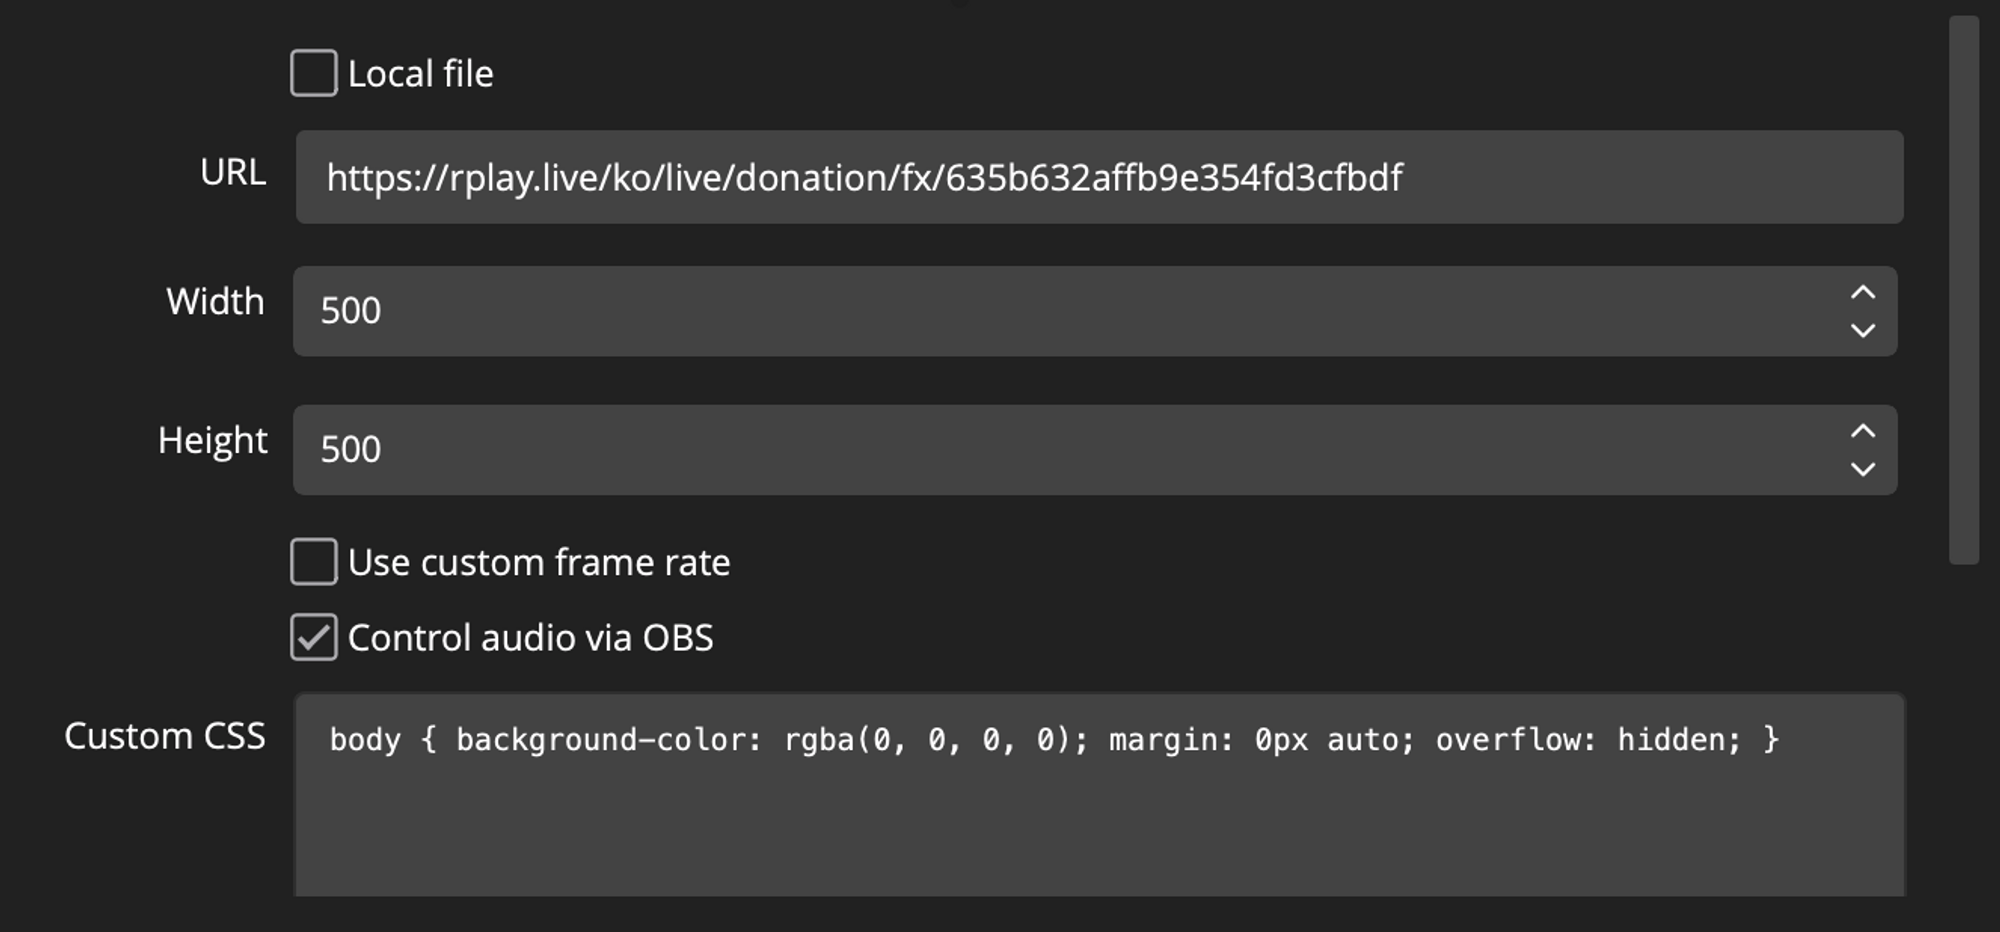 Local file
URL https://rplay.live/ko/live/donation/fx/635b632affb9e354fd3cfbdf
Width 500
Height 500
Use custom frame rate
Control audio via OBS
Custom CSS body { background-color: rgba(0, 0, 0, 0); margin: 0px auto; overflow: hidden; }